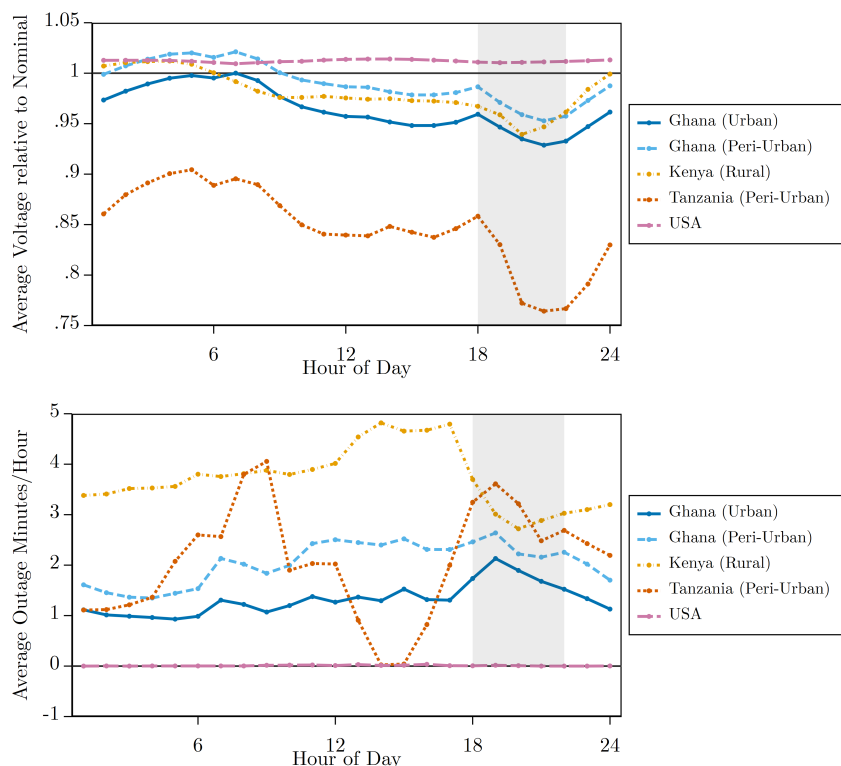 1.05
1
.95
.9
.85
.8
.75
Average Voltage relative to Nominal
6
12
18
24
Hour of Day
Ghana (Urban)
Ghana (Peri-Urban)
Kenya (Rural)
Tanzania (Peri-Urban)
USA
5
4
3
2
1
0
-1
Average Outage Minutes/Hour
6
12
18
24
Hour of Day
Ghana (Urban)
Ghana (Peri-Urban)
Kenya (Rural)
Tanzania (Peri-Urban)
USA